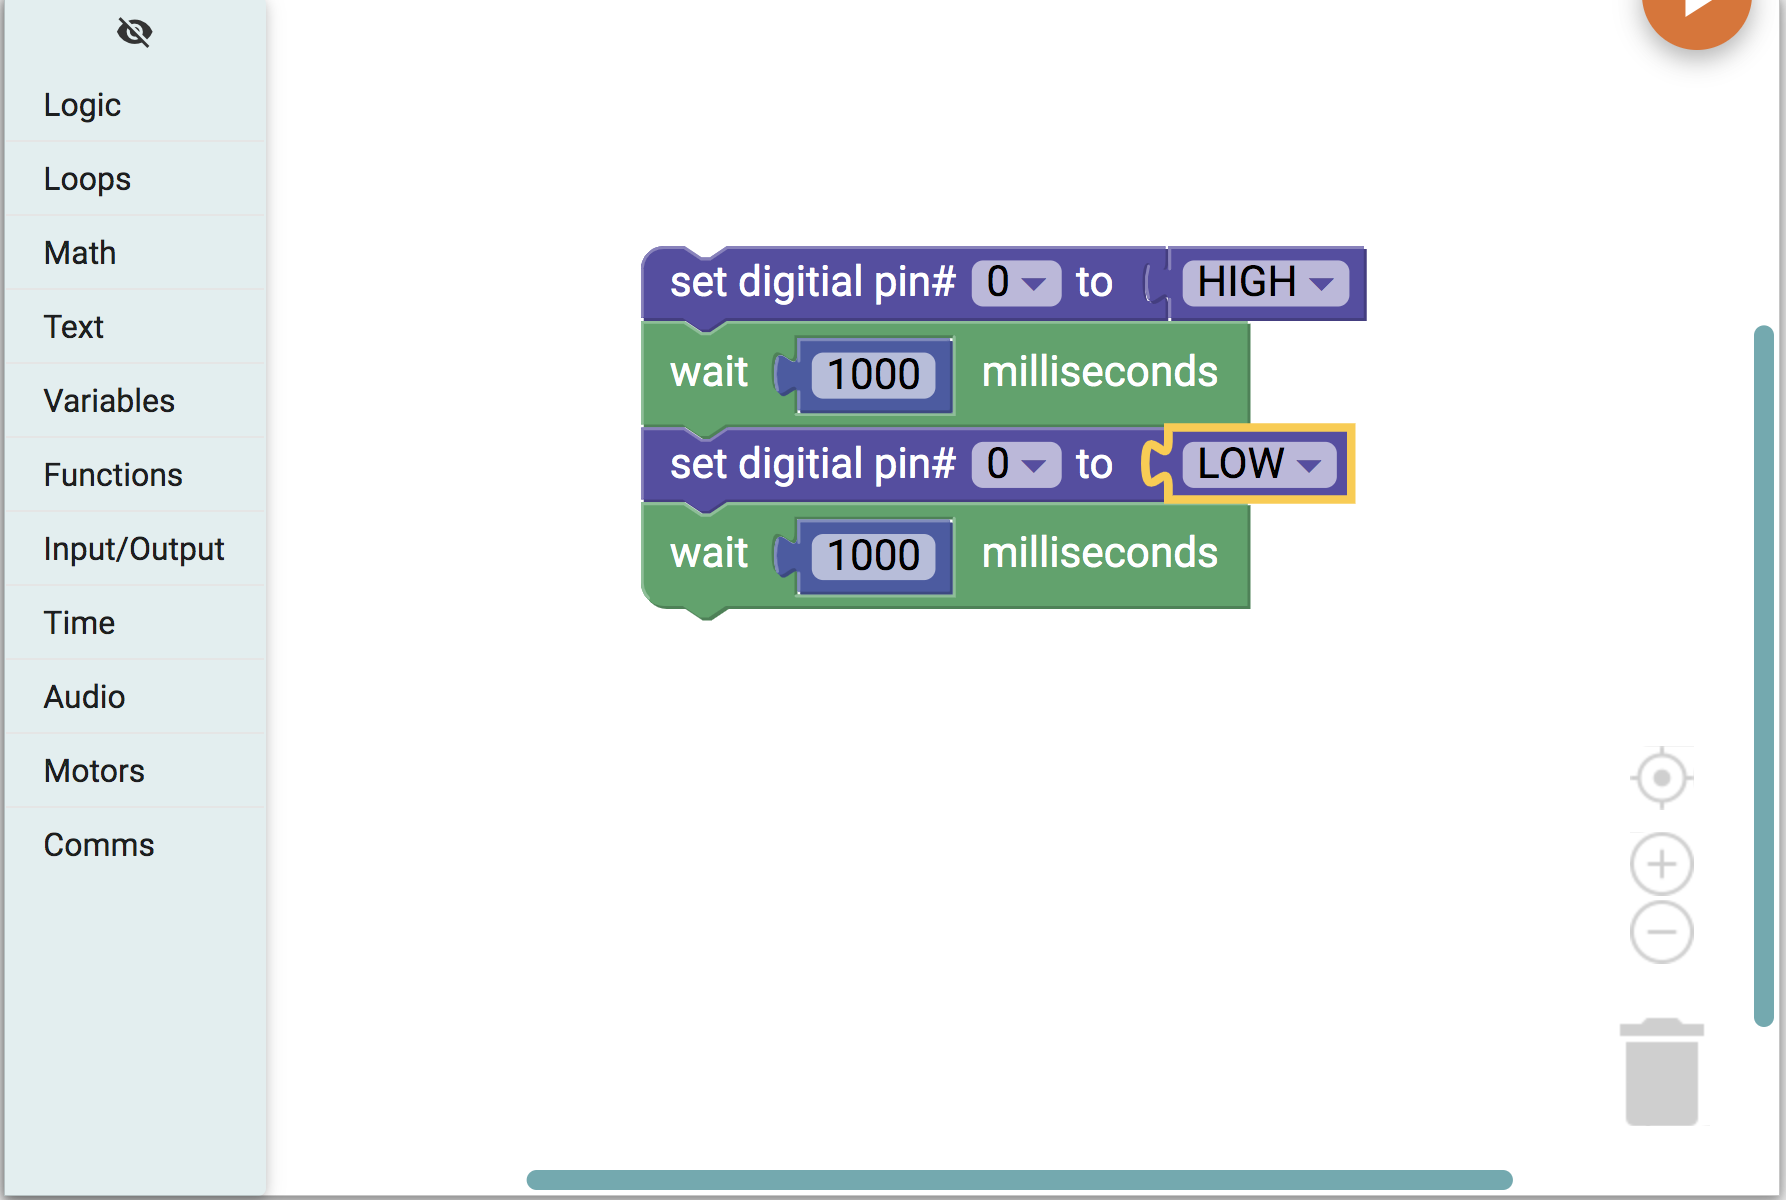 Logic
Loops
Math
Text
Variables
Functions
Input/Output
Time
Audio
Motors
Comms
set digitial pin# 0 to HIGH
wait 1000 milliseconds
set digitial pin# 0 to LOW
wait 1000 milliseconds